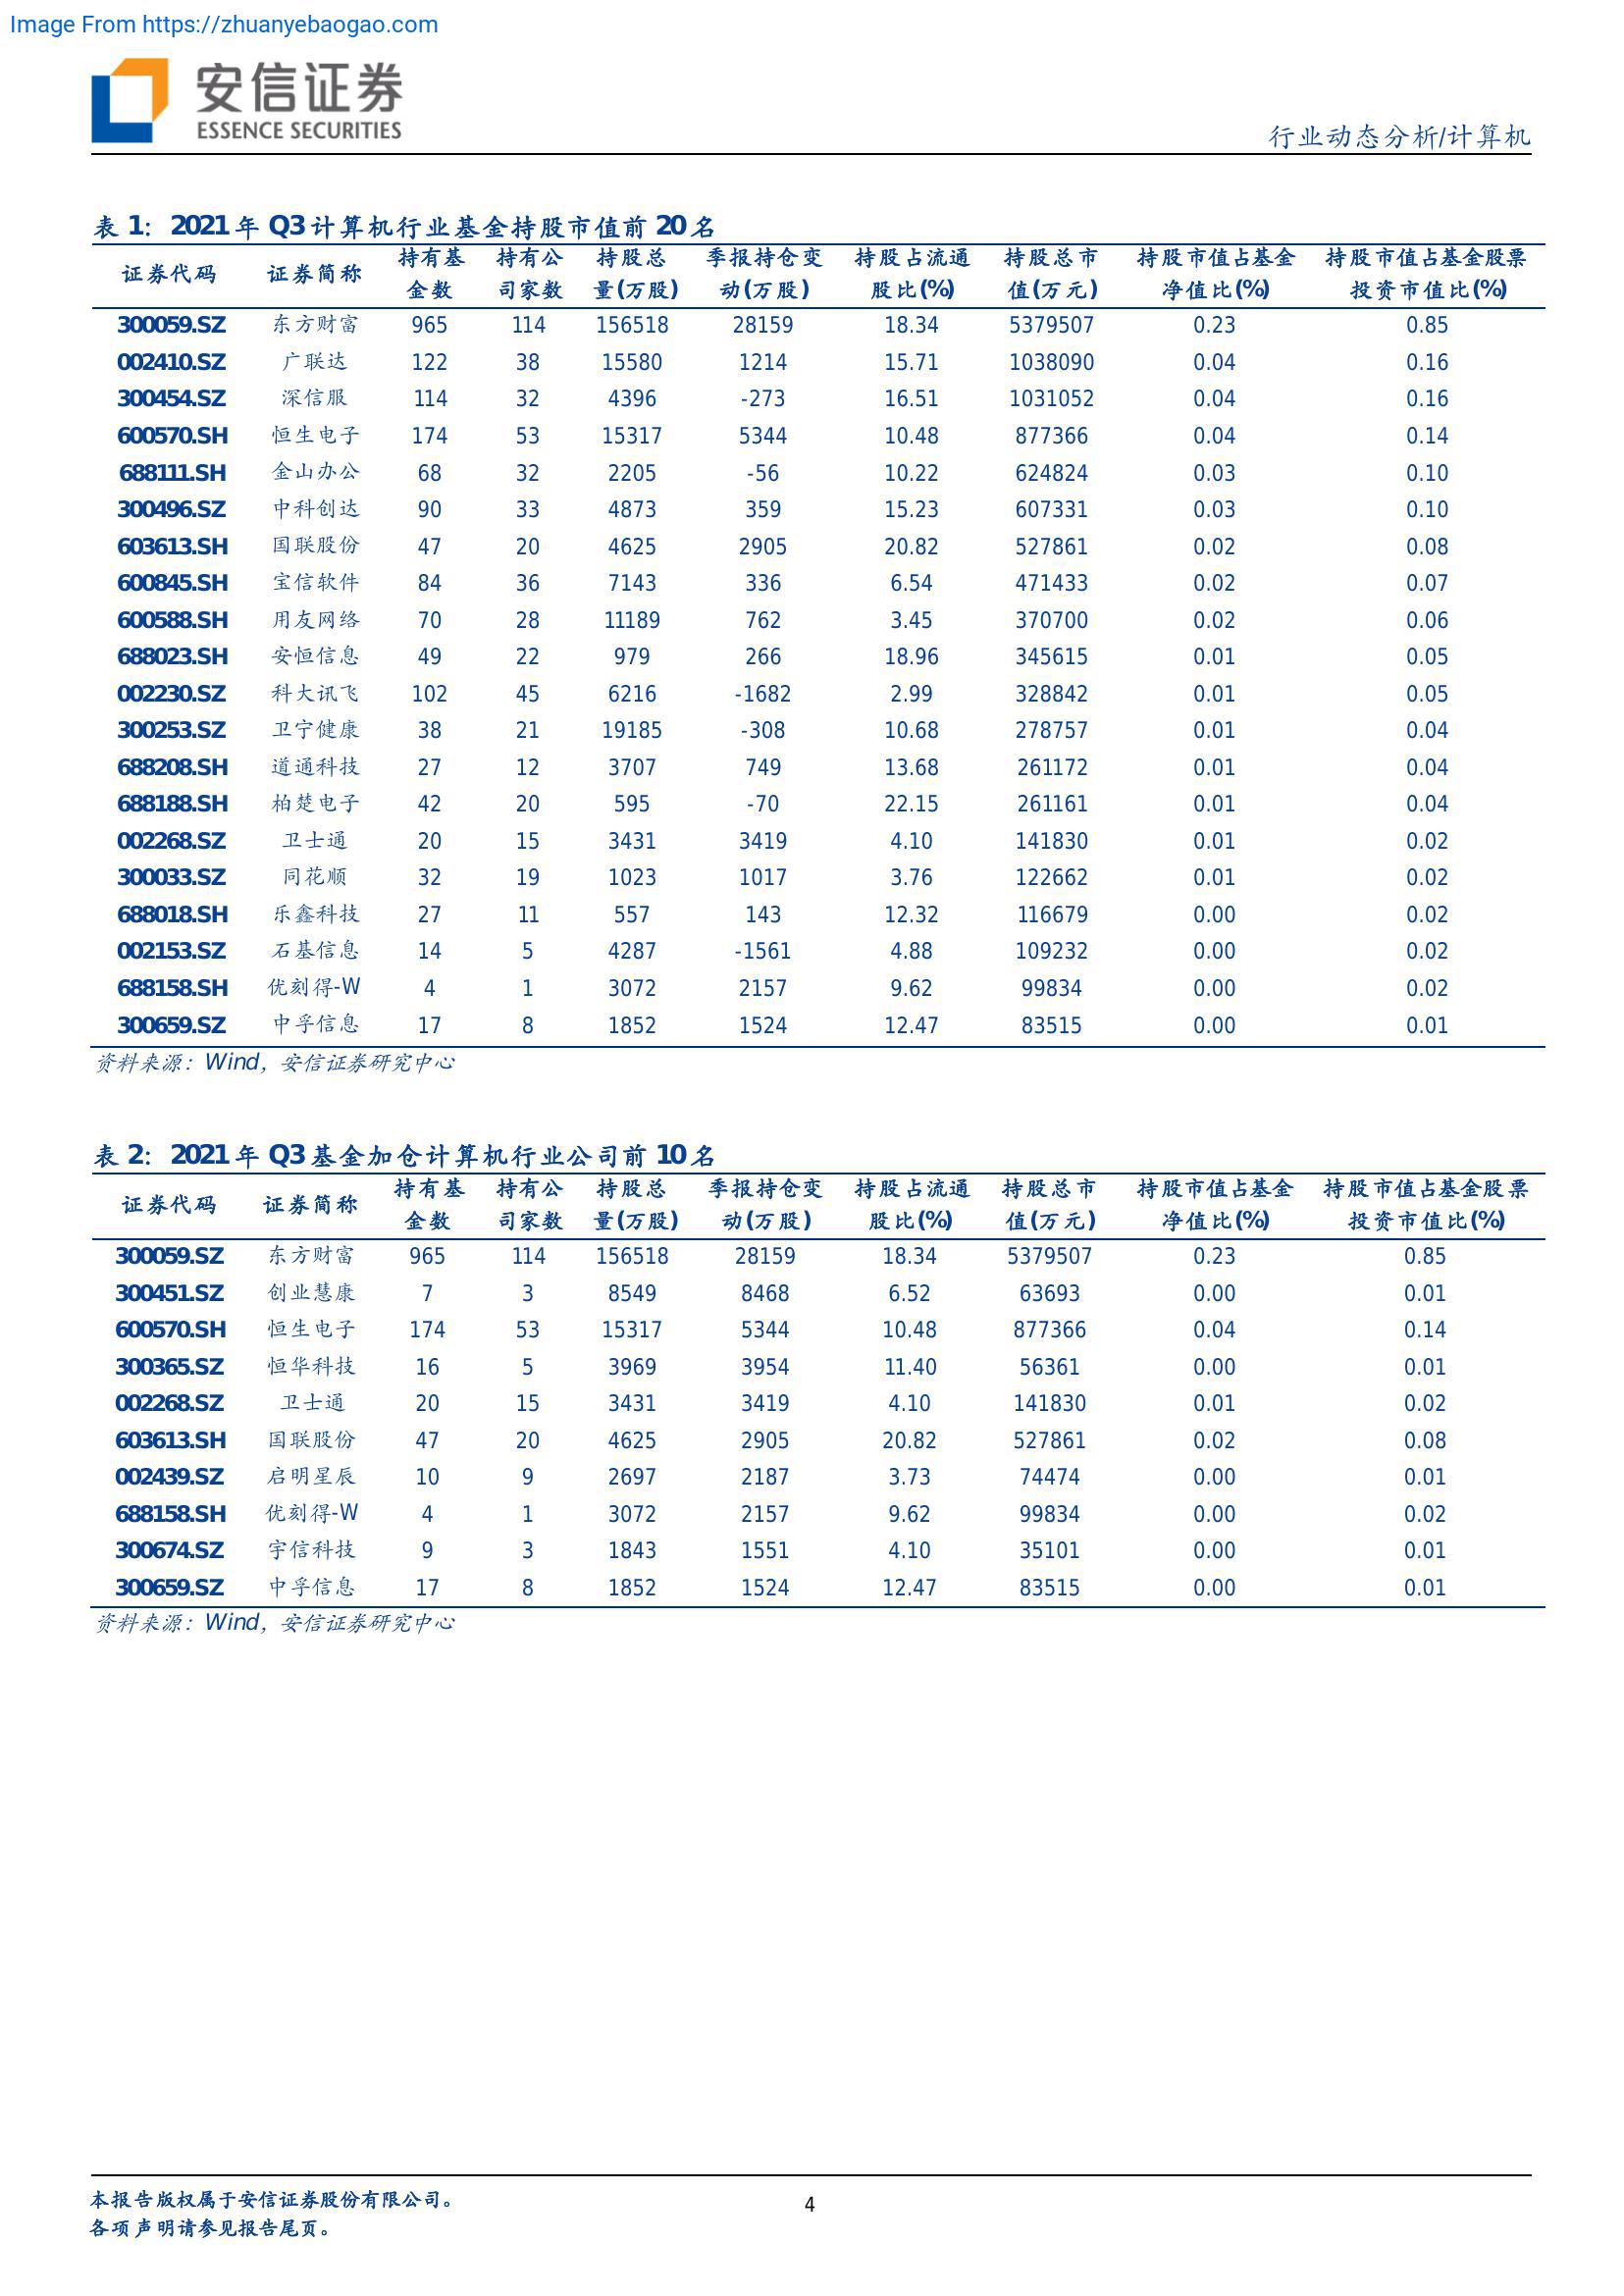 Image From https://zhuanyebaogao.com
安信证券
ESSENCE SECURITIES
行业动态分析/计算机
表 1： 2021 年 Q3 计算机行业基金持股市值前 20 名
证券代码 证券简称 持有基金数 持有公司家数 持股总量(万股) 季报持仓变动(万股) 持股占流通股比(%) 持股总市值(万元) 持股市值占基金净值比(%) 持股市值占基金股票投资市值比(%)
300059.SZ 东方财富 965 114 156518 28159 18.34 5379507 0.23 0.85
002410.SZ 广联达 122 38 15580 1214 15.71 1038090 0.04 0.16
300454.SZ 深信服 114 32 4396 -273 16.51 1031052 0.04 0.16
600570.SH 恒生电子 174 53 15317 5344 10.48 877366 0.04 0.14
688111.SH 金山办公 68 32 2205 -56 10.22 624824 0.03 0.10
300496.SZ 中科创达 90 33 4873 359 15.23 607331 0.03 0.10
603613.SH 国联股份 47 20 4625 2905 20.82 527861 0.02 0.08
600845.SH 宝信软件 84 36 7143 336 6.54 471433 0.02 0.07
600588.SH 用友网络 70 28 11189 762 3.45 370700 0.02 0.06
688023.SH 安恒信息 49 22 979 266 18.96 345615 0.01 0.05
002230.SZ 科大讯飞 102 45 6216 -1682 2.99 328842 0.01 0.05
300253.SZ 卫宁健康 38 21 19185 -308 10.68 278757 0.01 0.04
688208.SH 道通科技 27 12 3707 749 13.68 261172 0.01 0.04
688188.SH 柏楚电子 42 20 595 -70 22.15 261161 0.01 0.04
002268.SZ 卫士通 20 15 3431 3419 4.10 141830 0.01 0.02
300033.SZ 同花顺 32 19 1023 1017 3.76 122662 0.01 0.02
688018.SH 乐鑫科技 27 11 557 143 12.32 116679 0.00 0.02
002153.SZ 石基信息 14 5 4287 -1561 4.88 109232 0.00 0.02
688158.SH 优刻得-W 4 1 3072 2157 9.62 99834 0.00 0.02
300659.SZ 中孚信息 17 8 1852 1524 12.47 83515 0.00 0.01
资料来源：Wind，安信证券研究中心
表 2： 2021 年 Q3 基金加仓计算机行业公司前 10 名
证券代码 证券简称 持有基金数 持有公司家数 持股总量(万股) 季报持仓变动(万股) 持股占流通股比(%) 持股总市值(万元) 持股市值占基金净值比(%) 持股市值占基金股票投资市值比(%)
300059.SZ 东方财富 965 114 156518 28159 18.34 5379507 0.23 0.85
300451.SZ 创业慧康 7 3 8549 8468 6.52 63693 0.00 0.01
600570.SH 恒生电子 174 53 15317 5344 10.48 877366 0.04 0.14
300365.SZ 恒华科技 16 5 3969 3954 11.40 56361 0.00 0.01
002268.SZ 卫士通 20 15 3431 3419 4.10 141830 0.01 0.02
603613.SH 国联股份 47 20 4625 2905 20.82 527861 0.02 0.08
002439.SZ 启明星辰 10 9 2697 2187 3.73 74474 0.00 0.01
688158.SH 优刻得-W 4 1 3072 2157 9.62 99834 0.00 0.02
300674.SZ 宇信科技 9 3 1843 1551 4.10 35101 0.00 0.01
300659.SZ 中孚信息 17 8 1852 1524 12.47 83515 0.00 0.01
资料来源：Wind，安信证券研究中心
本报告版权属于安信证券股份有限公司。
各项声明请参见报告尾页。
4